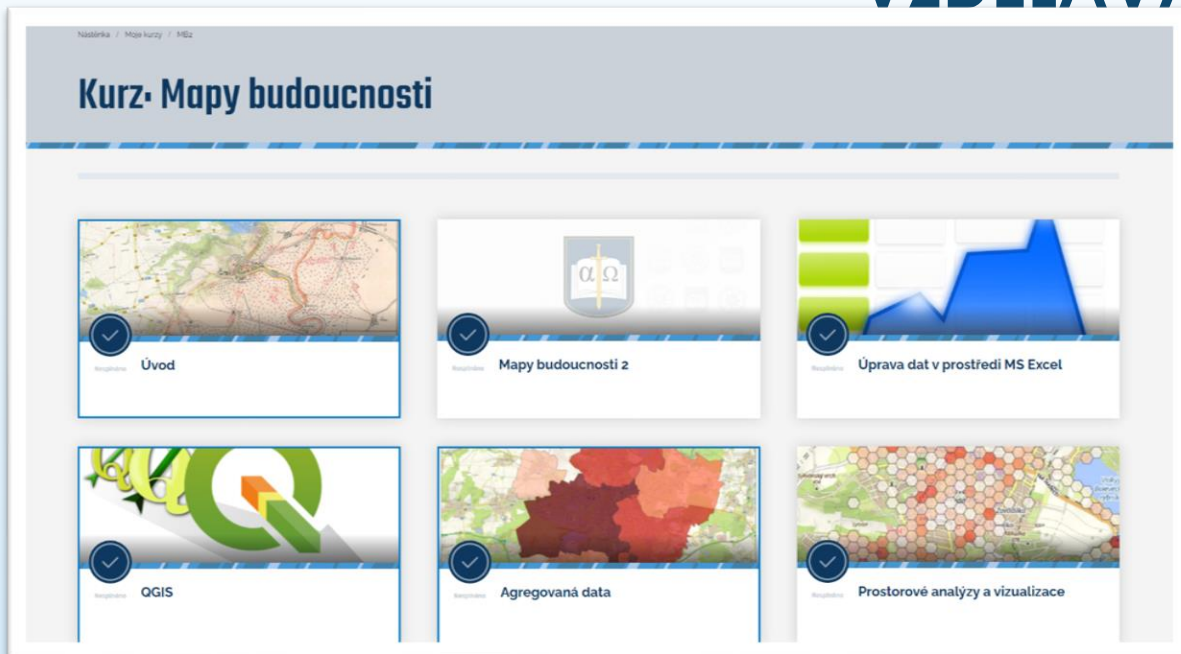 Nástěnka / Moje kurzy / ME2
Kurz: Mapy budoucnosti
α Ω
Úvod
Mapy budoucnosti 2
Úprava dat v prostředí MS Excel
QGIS
Agregovaná data
Prostorové analýzy a vizualizace